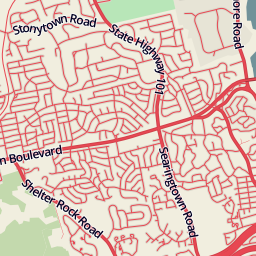 Stonytown Road
State Highway 101
ore Road
n Boulevard
Searingtown Road
Shelter Rock Road